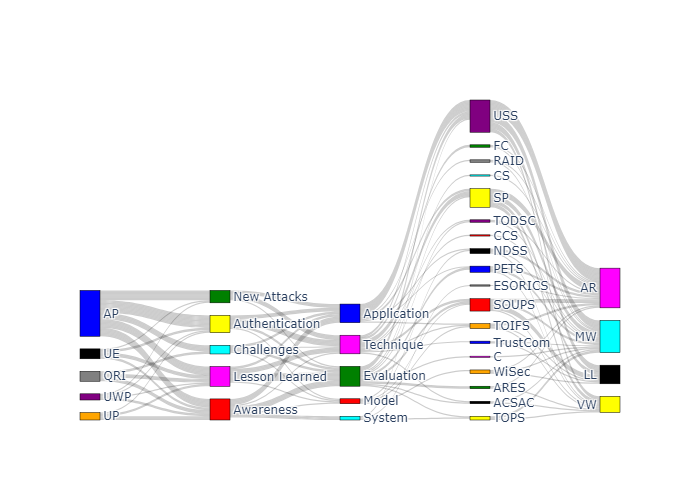 AP
UE
QRI
UWP
UP
New Attacks
Authentication
Challenges
Lesson Learned
Awareness
Application
Technique
Evaluation
Model
System
USS
FC
RAID
CS
SP
TODSC
CCS
NDSS
PETS
ESORICS
SOUPS
TOIFS
TrustCom
C
WiSec
ARES
ACSAC
TOPS
AR
MW
LL
VW